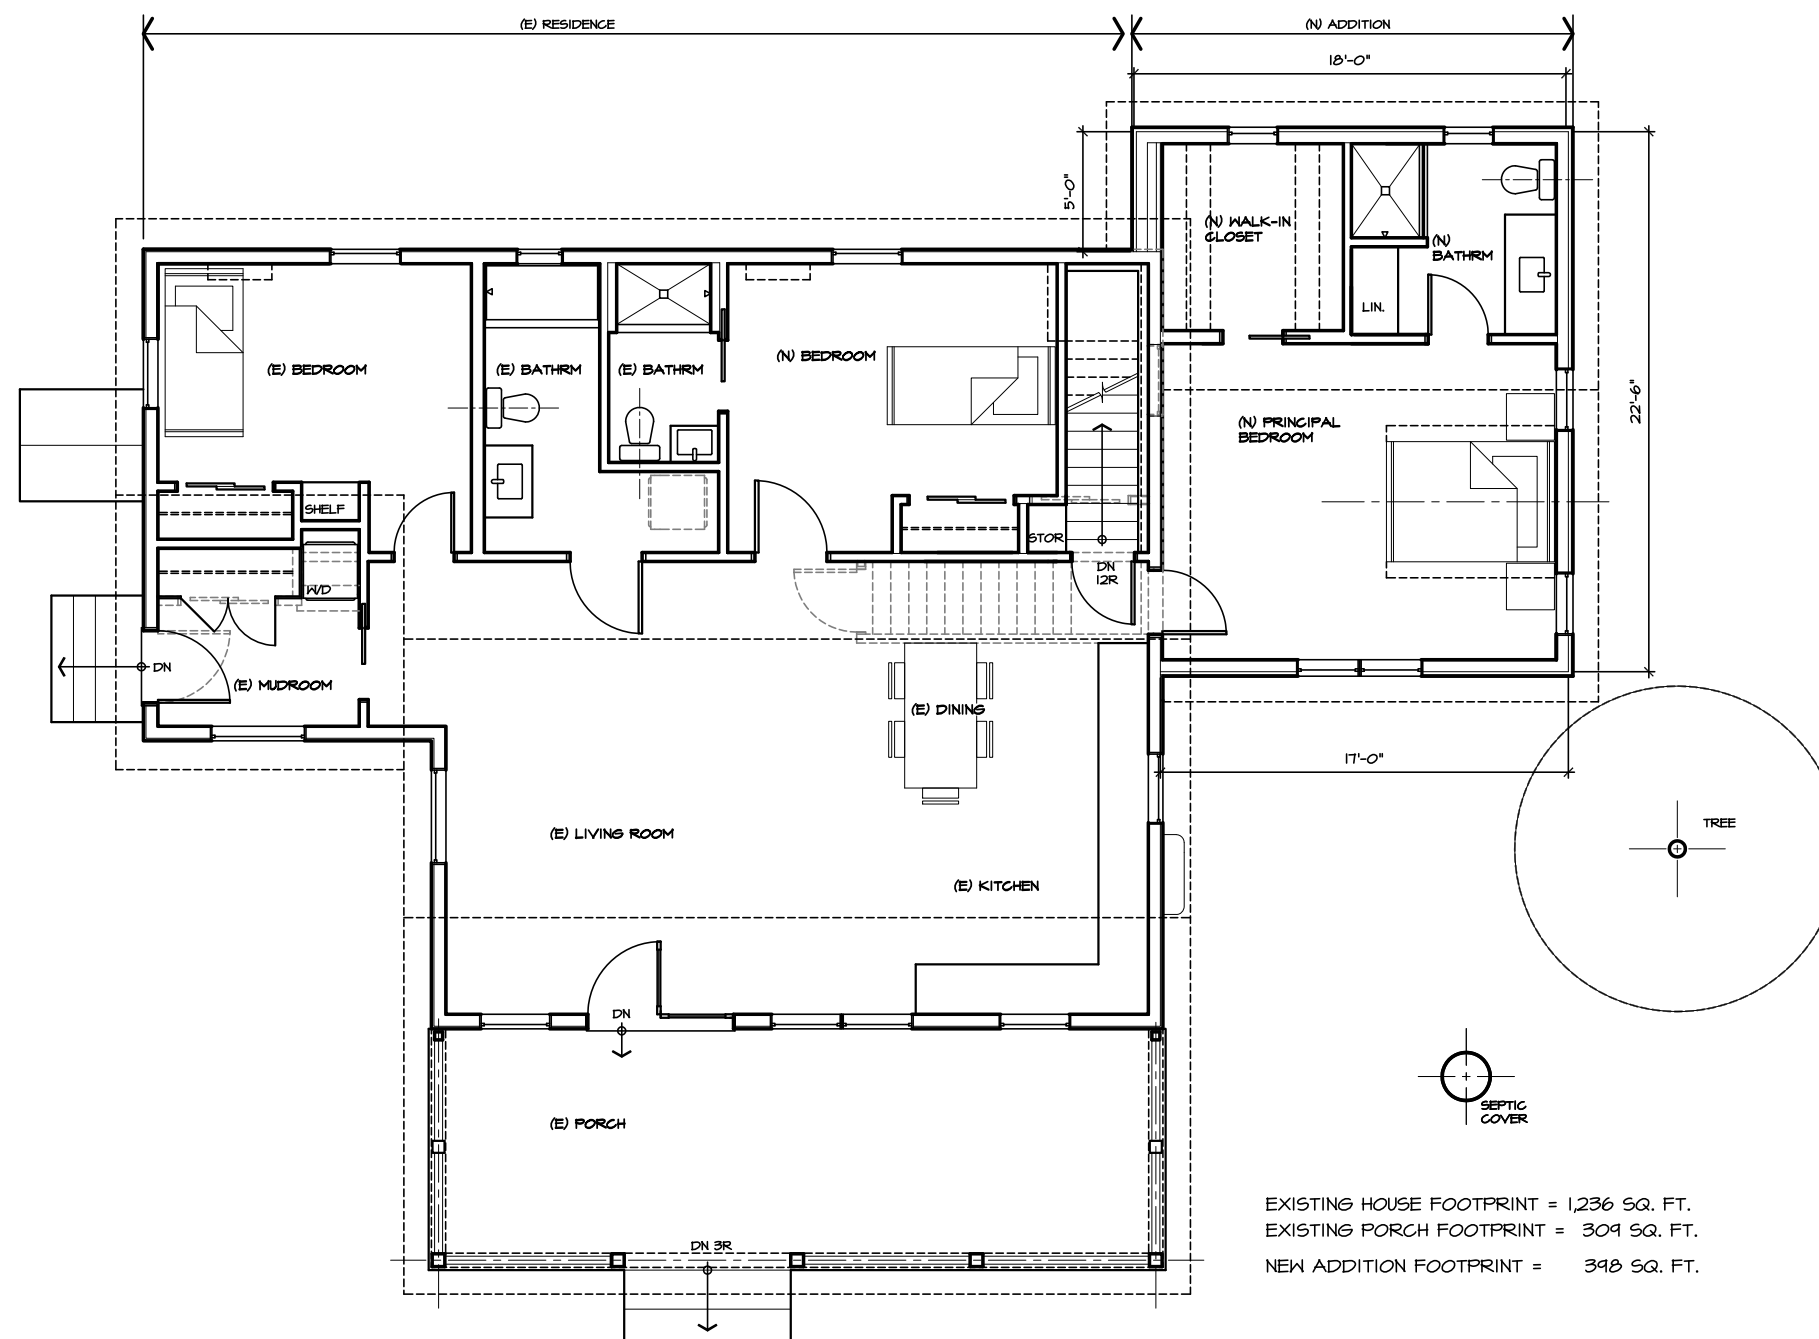 (E) RESIDENCE
(N) ADDITION
18'-0"
5'-0"
(N) WALK-IN
CLOSET
(N)
BATHRM
LIN.
(E) BEDROOM
(E) BATHRM
(E) BATHRM
(N) BEDROOM
(N) PRINCIPAL
BEDROOM
22'-6"
SHELF
STOR
DN
12R
W/D
DN
(E) MUDROOM
(E) DINING
17'-0"
TREE
(E) LIVING ROOM
(E) KITCHEN
DN
SEPTIC
COVER
(E) PORCH
DN 3R
EXISTING HOUSE FOOTPRINT = 1,236 SQ. FT.
EXISTING PORCH FOOTPRINT = 309 SQ. FT.
NEW ADDITION FOOTPRINT = 398 SQ. FT.